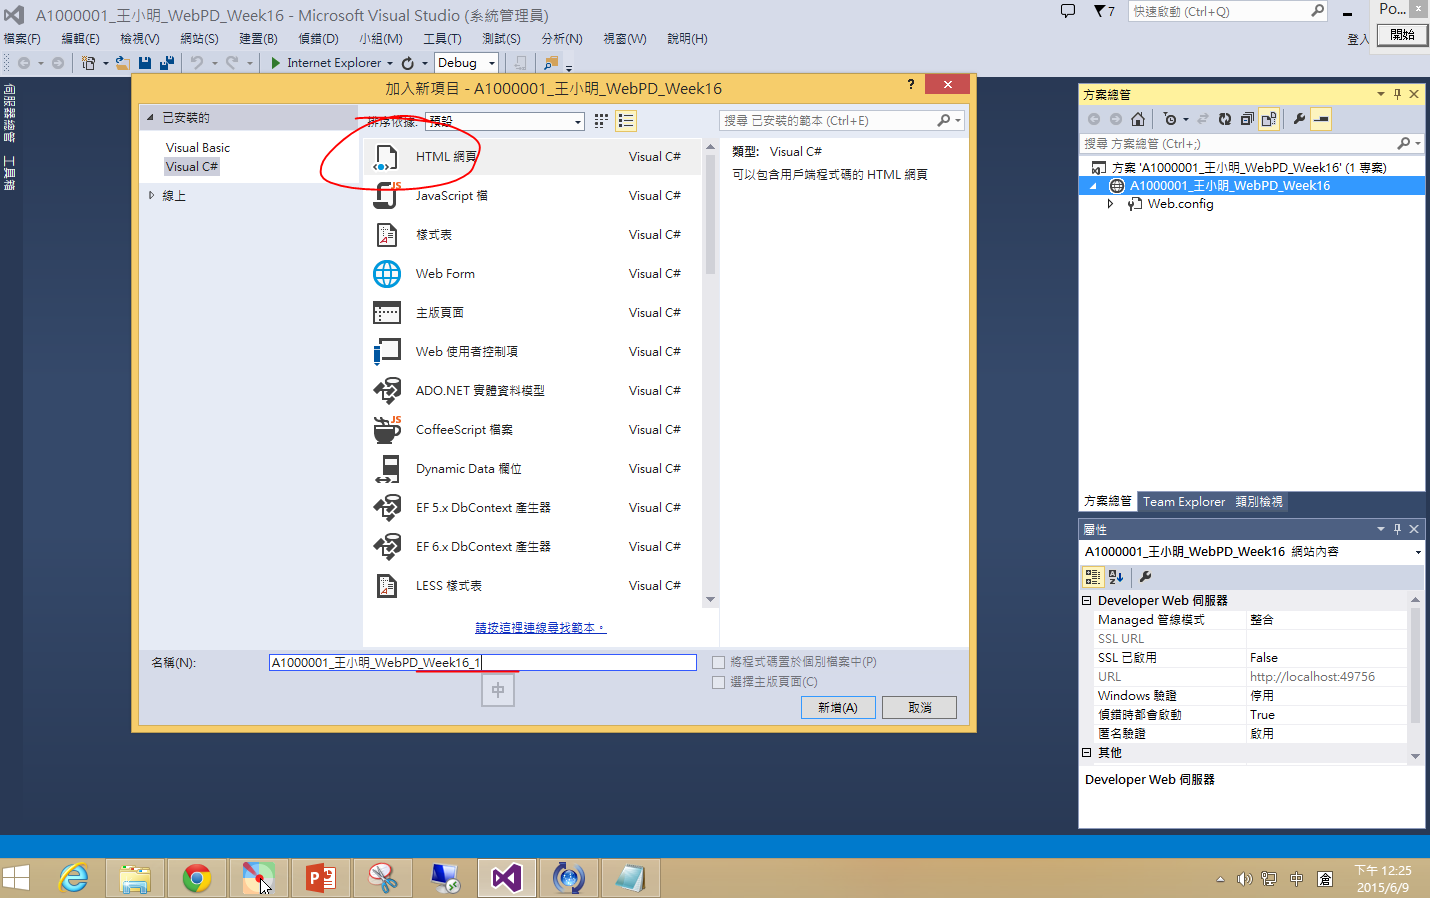 A1000001_王小明_WebPD_Week16 - Microsoft Visual Studio (系統管理員)
7
快速啟動 (Ctrl+Q)
Po...
開始
檔案(F) 編輯(E) 檢視(V) 網站(S) 建置(B) 偵錯(D) 小組(M) 工具(T) 測試(S) 分析(N) 視窗(W) 說明(H)
登入
Internet Explorer
Debug
伺服器總管
工具箱
加入新項目 - A1000001_王小明_WebPD_Week16
?
已安裝的
Visual Basic
Visual C#
線上
排序依據: 預設
搜尋 已安裝的範本 (Ctrl+E)
HTML 網頁 Visual C#
JavaScript 檔 Visual C#
樣式表 Visual C#
Web Form Visual C#
主版頁面 Visual C#
Web 使用者控制項 Visual C#
ADO.NET 實體資料模型 Visual C#
CoffeeScript 檔案 Visual C#
Dynamic Data 欄位 Visual C#
EF 5.x DbContext 產生器 Visual C#
EF 6.x DbContext 產生器 Visual C#
LESS 樣式表 Visual C#
請按這裡連線尋找範本。
類型: Visual C#
可以包含用戶端程式碼的 HTML 網頁
名稱(N): A1000001_王小明_WebPD_Week16_1
中
將程式碼置於個別檔案中(P)
選擇主版頁面(C)
新增(A) 取消
方案總管
搜尋 方案總管 (Ctrl+;)
方案 'A1000001_王小明_WebPD_Week16' (1 專案)
A1000001_王小明_WebPD_Week16
Web.config
方案總管 Team Explorer 類別檢視
屬性
A1000001_王小明_WebPD_Week16 網站內容
Developer Web 伺服器
Managed 管線模式 整合
SSL URL
SSL 已啟用 False
URL http://localhost:49756
Windows 驗證 停用
偵錯時都會啟動 True
匿名驗證 啟用
其他
Developer Web 伺服器
中 倉
下午 12:25
2015/6/9